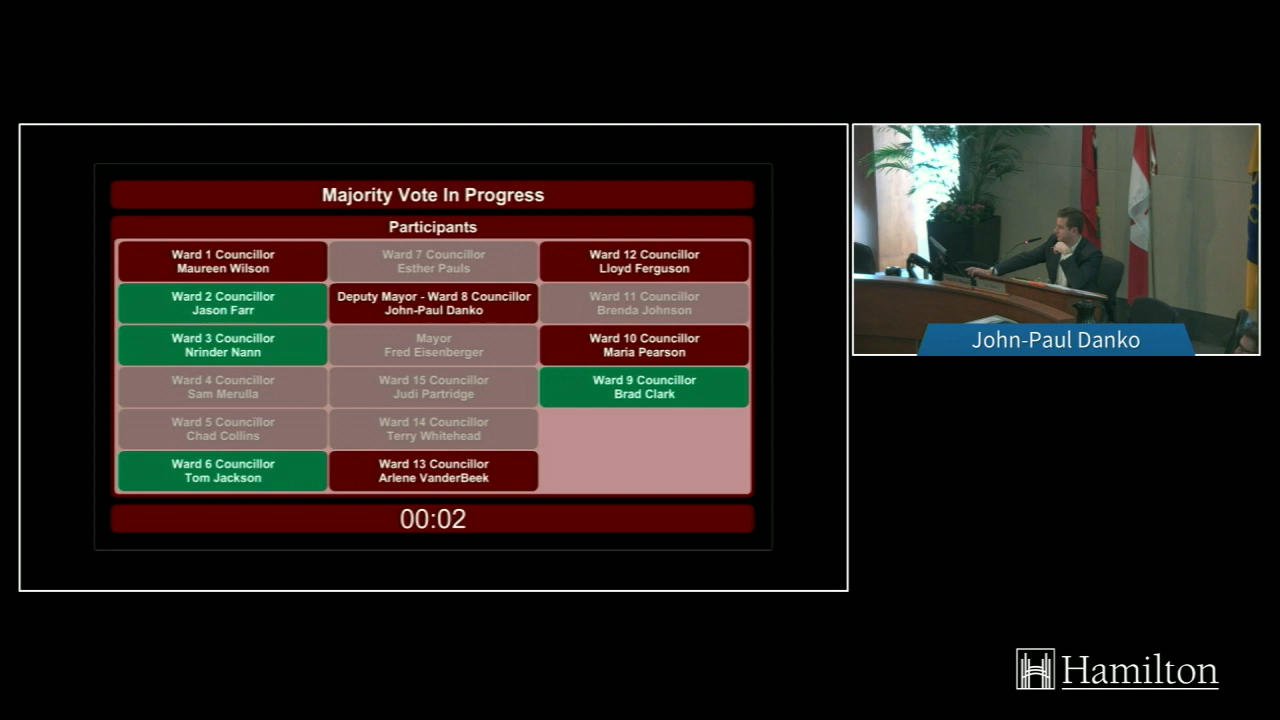 Majority Vote In Progress
Participants
Ward 1 Councillor
Maureen Wilson
Ward 7 Councillor
Esther Pauls
Ward 12 Councillor
Lloyd Ferguson
Ward 2 Councillor
Jason Farr
Deputy Mayor - Ward 8 Councillor
John-Paul Danko
Ward 11 Councillor
Brenda Johnson
Ward 3 Councillor
Nrinder Nann
Mayor
Fred Eisenberger
Ward 10 Councillor
Maria Pearson
Ward 4 Councillor
Sam Merulla
Ward 15 Councillor
Judi Partridge
Ward 9 Councillor
Brad Clark
Ward 5 Councillor
Chad Collins
Ward 14 Councillor
Terry Whitehead
Ward 6 Councillor
Tom Jackson
Ward 13 Councillor
Arlene VanderBeek
00:02
John-Paul Danko
Hamilton